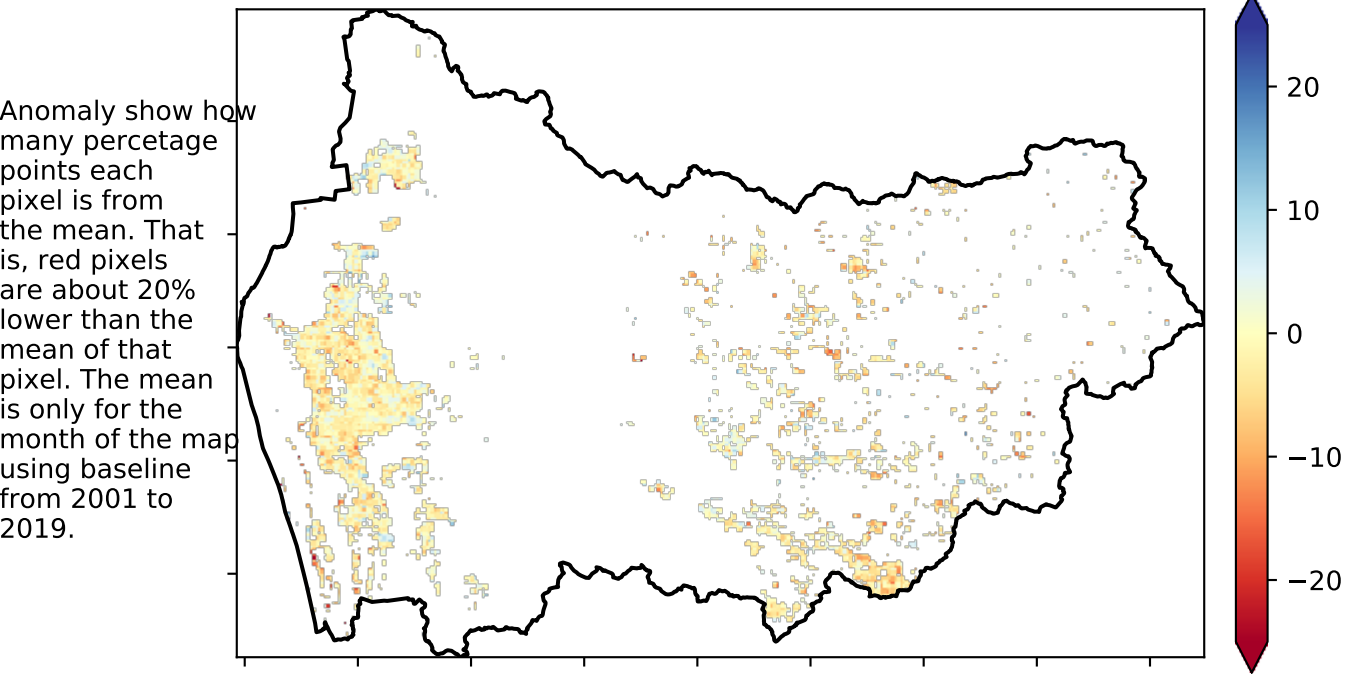 Anomaly show how
many percetage
points each
pixel is from
the mean. That
is, red pixels
are about 20%
lower than the
mean of that
pixel. The mean
is only for the
month of the map
using baseline
from 2001 to
2019.
20
10
0
−10
−20